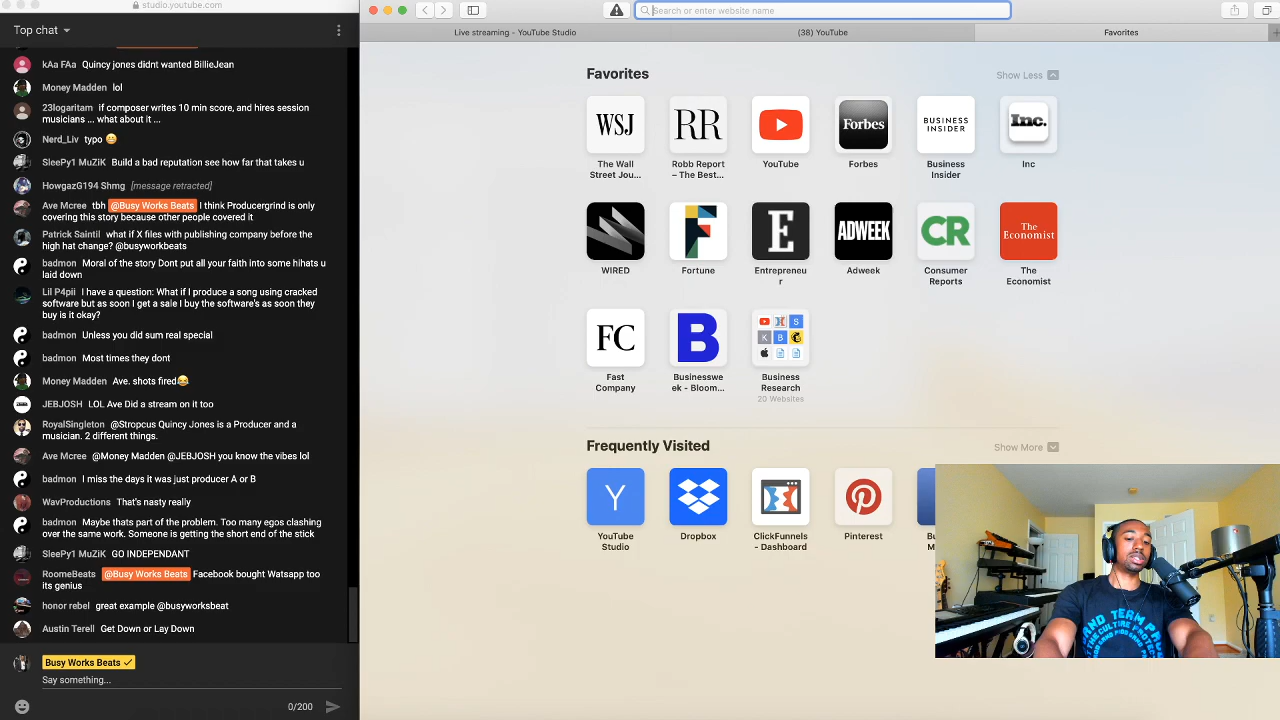 studio.youtube.com
Top chat
kAa FAa Quincy jones didnt wanted BillieJean
Money Madden lol
23logaritam if composer writes 10 min score, and hires session
musicians ... what about it ...
Nerd_Liv typo
SleePy1 MuZiK Build a bad reputation see how far that takes u
HowgazG194 Shmg [message retracted]
Ave Mcree tbh @Busy Works Beats I think Producergrind is only
covering this story because other people covered it
Patrick Saintil what if X files with publishing company before the
high hat change? @busyworkbeats
badmon Moral of the story Dont put all your faith into some hihats u
laid down
Lil P4pii I have a question: What if I produce a song using cracked
software but as soon I get a sale I buy the software's as soon they
buy is it okay?
badmon Unless you did sum real special
badmon Most times they dont
Money Madden Ave. shots fired
JEBJOSH LOL Ave Did a stream on it too
RoyalSingleton @Stropcus Quincy Jones is a Producer and a
musician. 2 different things.
Ave Mcree @Money Madden @JEBJOSH you know the vibes lol
badmon I miss the days it was just producer A or B
WavProductions That's nasty really
badmon Maybe thats part of the problem. Too many egos clashing
over the same work. Someone is getting the short end of the stick
SleePy1 MuZiK GO INDEPENDANT
RoomeBeats @Busy Works Beats Facebook bought Watsapp too
its genius
honor rebel great example @busyworksbeat
Austin Terell Get Down or Lay Down
Busy Works Beats
Say something...
0/200
Search or enter website name
Live streaming - YouTube Studio (38) YouTube Favorites
Favorites Show Less
WSJ RR Forbes BUSINESS INSIDER Inc.
The Wall Street Jou...
Robb Report – The Best...
YouTube
Forbes
Business Insider
Inc
E ADWEEK CR The Economist
WIRED
Fortune
Entrepreneu
r
Adweek
Consumer Reports
The Economist
FC B
Fast Company
Businesswe
ek - Bloom...
Business Research
20 Websites
Frequently Visited Show More
Y
YouTube Studio
Dropbox
ClickFunnels - Dashboard
Pinterest
AND TEAM